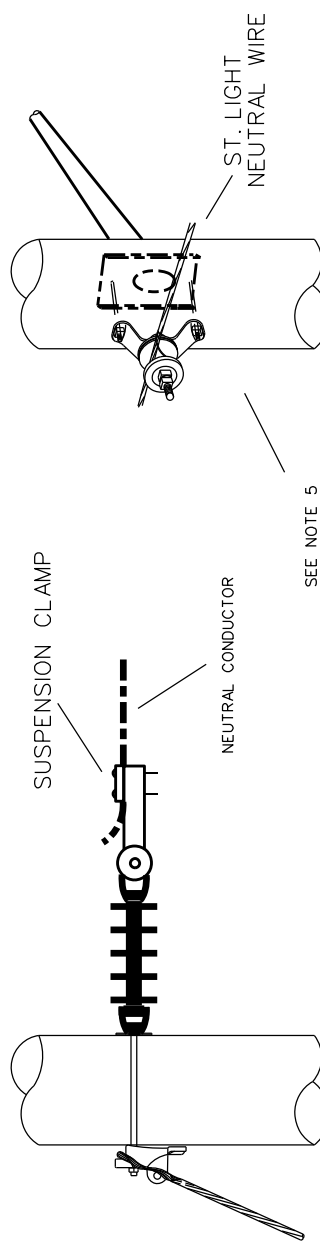 SUSPENSION CLAMP
NEUTRAL CONDUCTOR
ST. LIGHT
NEUTRAL WIRE
SEE NOTE 5